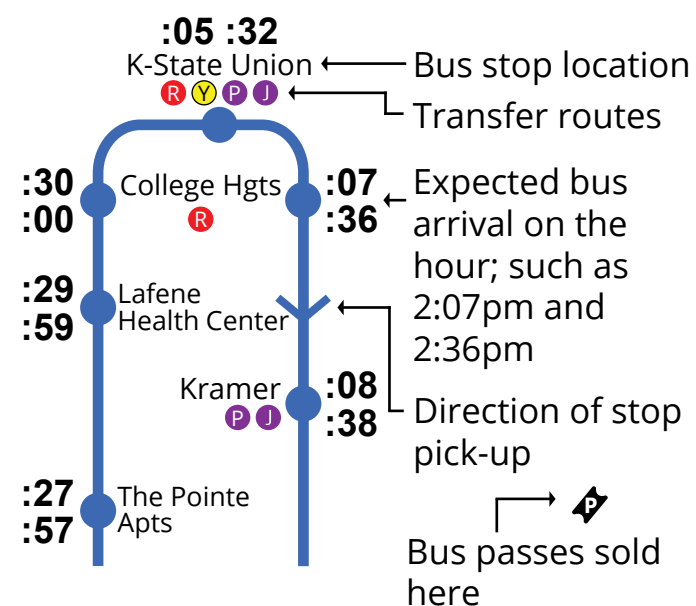 :05 :32
K-State Union
R Y P J
Bus stop location
Transfer routes
:30
:00
College Hgts
R
:07
:36
Expected bus
arrival on the
hour; such as
2:07pm and
2:36pm
:29
:59
Lafene
Health Center
Kramer
P J
:08
:38
Direction of stop
pick-up
:27
:57
The Pointe
Apts
P
Bus passes sold
here